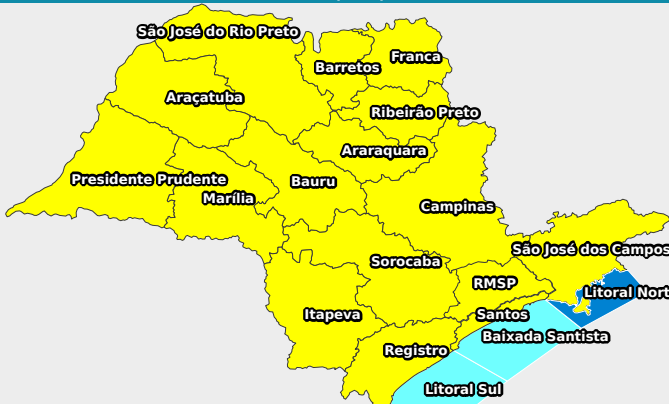 São José do Rio Preto
Franca
Barretos
Araçatuba
Ribeirão Preto
Araraquara
Presidente Prudente
Bauru
Marília
Campinas
São José dos Campos
Sorocaba
RMSP
Litoral Nort
Itapeva
Santos
Baixada Santista
Registro
Litoral Sul